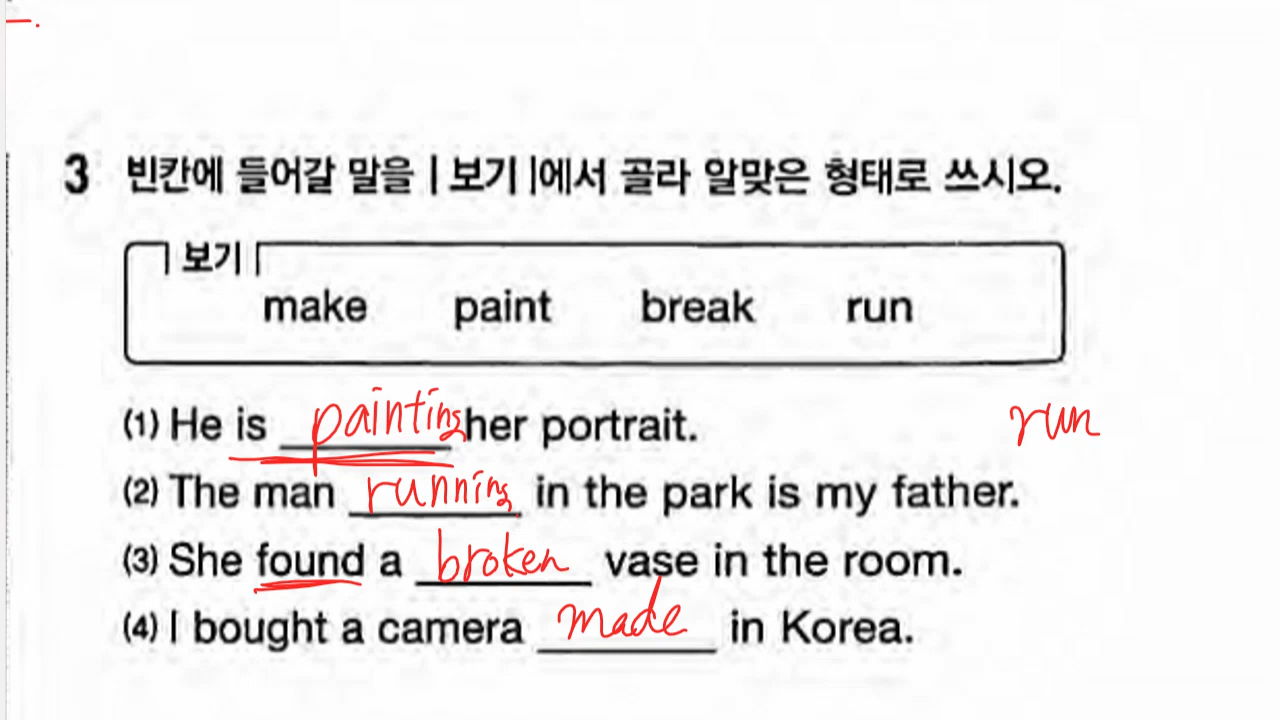 3 빈칸에 들어갈 말을 | 보기 |에서 골라 알맞은 형태로 쓰시오.
보기
make paint break run
(1) He is painting her portrait.
run
(2) The man running in the park is my father.
(3) She found a broken vase in the room.
(4) I bought a camera made in Korea.